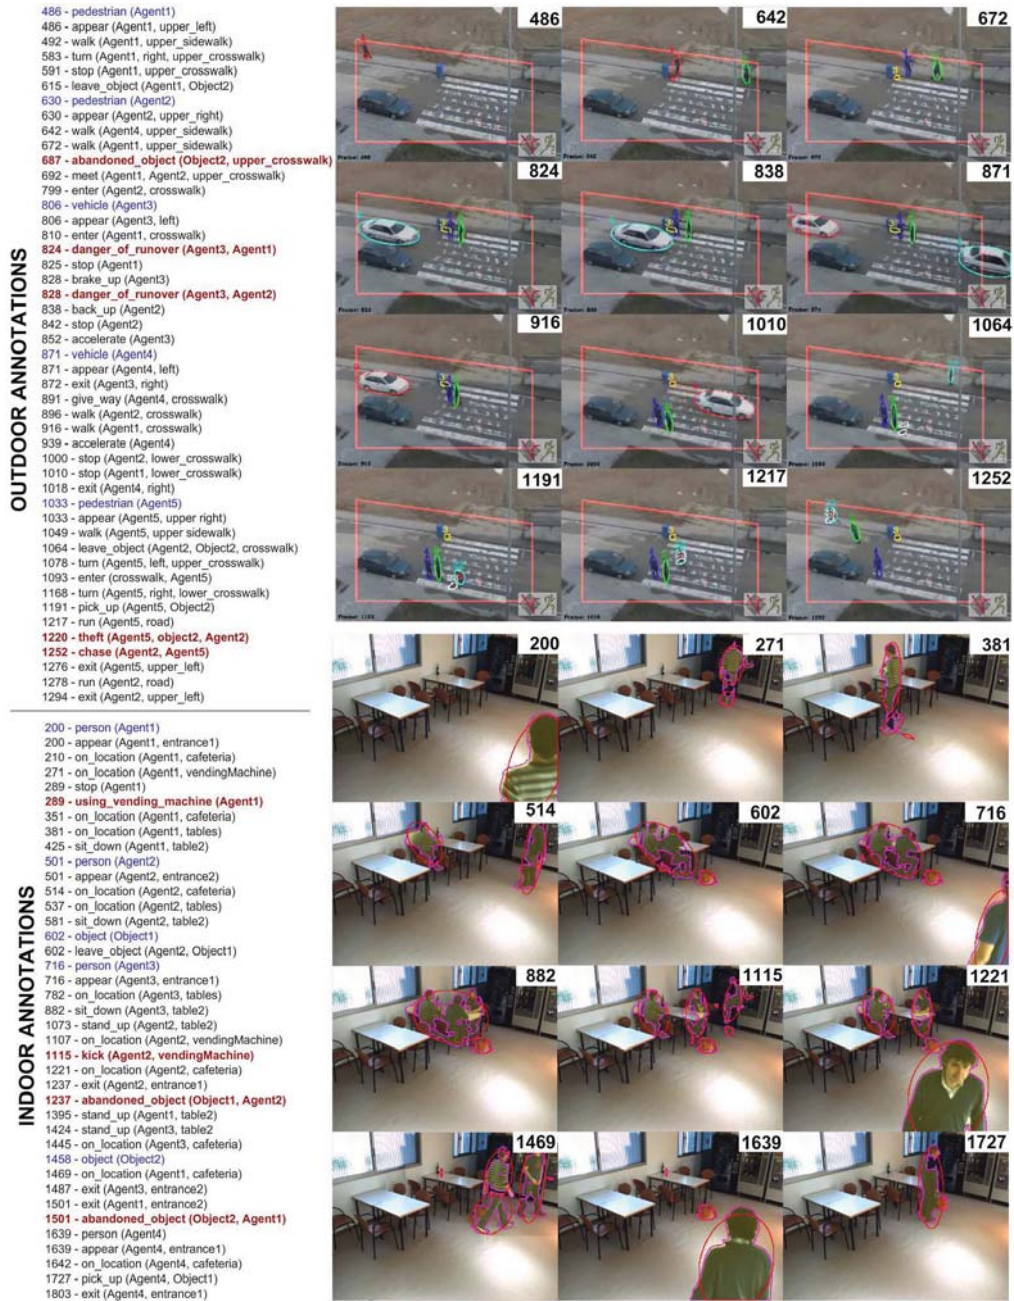 OUTDOOR ANNOTATIONS
486 - pedestrian (Agent1)
486 - appear (Agent1, upper_left)
492 - walk (Agent1, upper_sidewalk)
583 - turn (Agent1, right, upper_crosswalk)
591 - stop (Agent1, upper_crosswalk)
615 - leave_object (Agent1, Object2)
630 - pedestrian (Agent2)
630 - appear (Agent2, upper_right)
642 - walk (Agent4, upper_sidewalk)
672 - walk (Agent1, upper_sidewalk)
687 - abandoned_object (Object2, upper_crosswalk)
692 - meet (Agent1, Agent2, upper_crosswalk)
799 - enter (Agent2, crosswalk)
806 - vehicle (Agent3)
806 - appear (Agent3, left)
810 - enter (Agent1, crosswalk)
824 - danger_of_runover (Agent3, Agent1)
825 - stop (Agent1)
828 - brake_up (Agent3)
828 - danger_of_runover (Agent3, Agent2)
838 - back_up (Agent2)
842 - stop (Agent2)
852 - accelerate (Agent3)
871 - vehicle (Agent4)
871 - appear (Agent4, left)
872 - exit (Agent3, right)
891 - give_way (Agent4, crosswalk)
896 - walk (Agent2, crosswalk)
916 - walk (Agent1, crosswalk)
939 - accelerate (Agent4)
1000 - stop (Agent2, lower_crosswalk)
1010 - stop (Agent1, lower_crosswalk)
1018 - exit (Agent4, right)
1033 - pedestrian (Agent5)
1033 - appear (Agent5, upper right)
1049 - walk (Agent5, upper sidewalk)
1064 - leave_object (Agent2, Object2, crosswalk)
1078 - turn (Agent5, left, upper_crosswalk)
1093 - enter (crosswalk, Agent5)
1168 - turn (Agent5, right, lower_crosswalk)
1191 - pick_up (Agent5, Object2)
1217 - run (Agent5, road)
1220 - theft (Agent5, object2, Agent2)
1252 - chase (Agent2, Agent5)
1276 - exit (Agent5, upper_left)
1278 - run (Agent2, road)
1294 - exit (Agent2, upper_left)
486 642 672
824 838 871
916 1010 1064
1191 1217 1252
INDOOR ANNOTATIONS
200 - person (Agent1)
200 - appear (Agent1, entrance1)
210 - on_location (Agent1, cafeteria)
271 - on_location (Agent1, vendingMachine)
289 - stop (Agent1)
289 - using_vending_machine (Agent1)
351 - on_location (Agent1, cafeteria)
381 - on_location (Agent1, tables)
425 - sit_down (Agent1, table2)
501 - person (Agent2)
501 - appear (Agent2, entrance2)
514 - on_location (Agent2, cafeteria)
537 - on_location (Agent2, tables)
581 - sit_down (Agent2, table2)
602 - object (Object1)
602 - leave_object (Agent2, Object1)
716 - person (Agent3)
716 - appear (Agent3, entrance1)
782 - on_location (Agent3, tables)
882 - sit_down (Agent3, table2)
1073 - stand_up (Agent2, table2)
1107 - on_location (Agent2, vendingMachine)
1115 - kick (Agent2, vendingMachine)
1221 - on_location (Agent2, cafeteria)
1237 - exit (Agent2, entrance1)
1237 - abandoned_object (Object1, Agent2)
1395 - stand_up (Agent1, table2)
1424 - stand_up (Agent3, table2
1445 - on_location (Agent3, cafeteria)
1458 - object (Object2)
1469 - on_location (Agent1, cafeteria)
1487 - exit (Agent3, entrance2)
1501 - exit (Agent1, entrance2)
1501 - abandoned_object (Object2, Agent1)
1639 - person (Agent4)
1639 - appear (Agent4, entrance1)
1642 - on_location (Agent4, cafeteria)
1727 - pick_up (Agent4, Object1)
1803 - exit (Agent4, entrance1)
200 271 381
514 602 716
882 1115 1221
1469 1639 1727